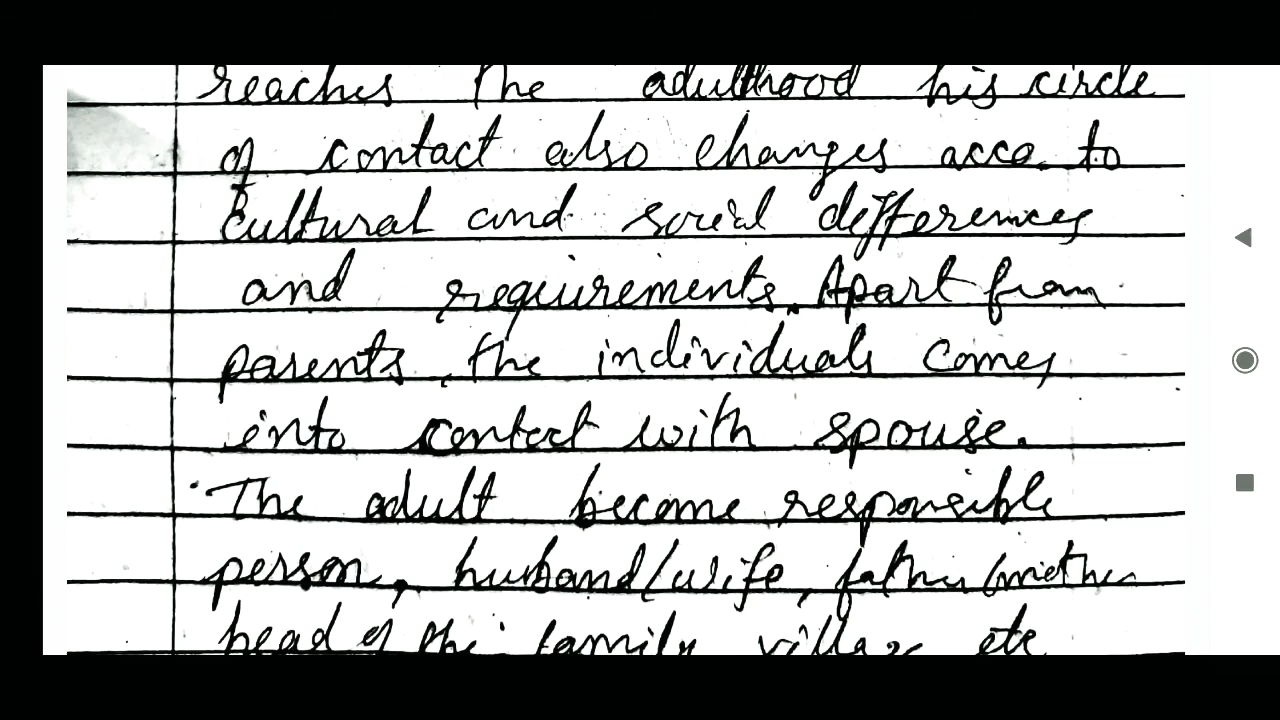 reaches the adulthood his circle
of contact also changes acco. to
cultural and social differences
and requirements. Apart from
parents, the individuals comes
into contact with spouse.
The adult become responsible
person, husband/wife, father/mother
head of the family village etc